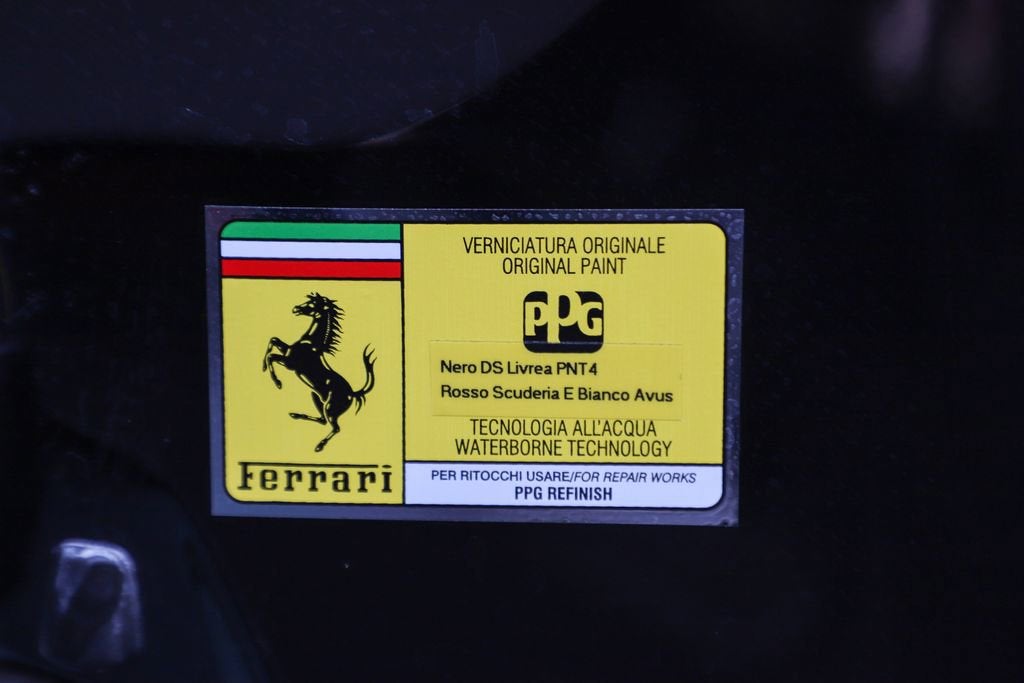 VERNICIATURA ORIGINALE
ORIGINAL PAINT
PPG
Nero DS Livrea PNT4
Rosso Scuderia E Bianco Avus
TECNOLOGIA ALL'ACQUA
WATERBORNE TECHNOLOGY
Ferrari
PER RITOCCHI USARE/FOR REPAIR WORKS
PPG REFINISH